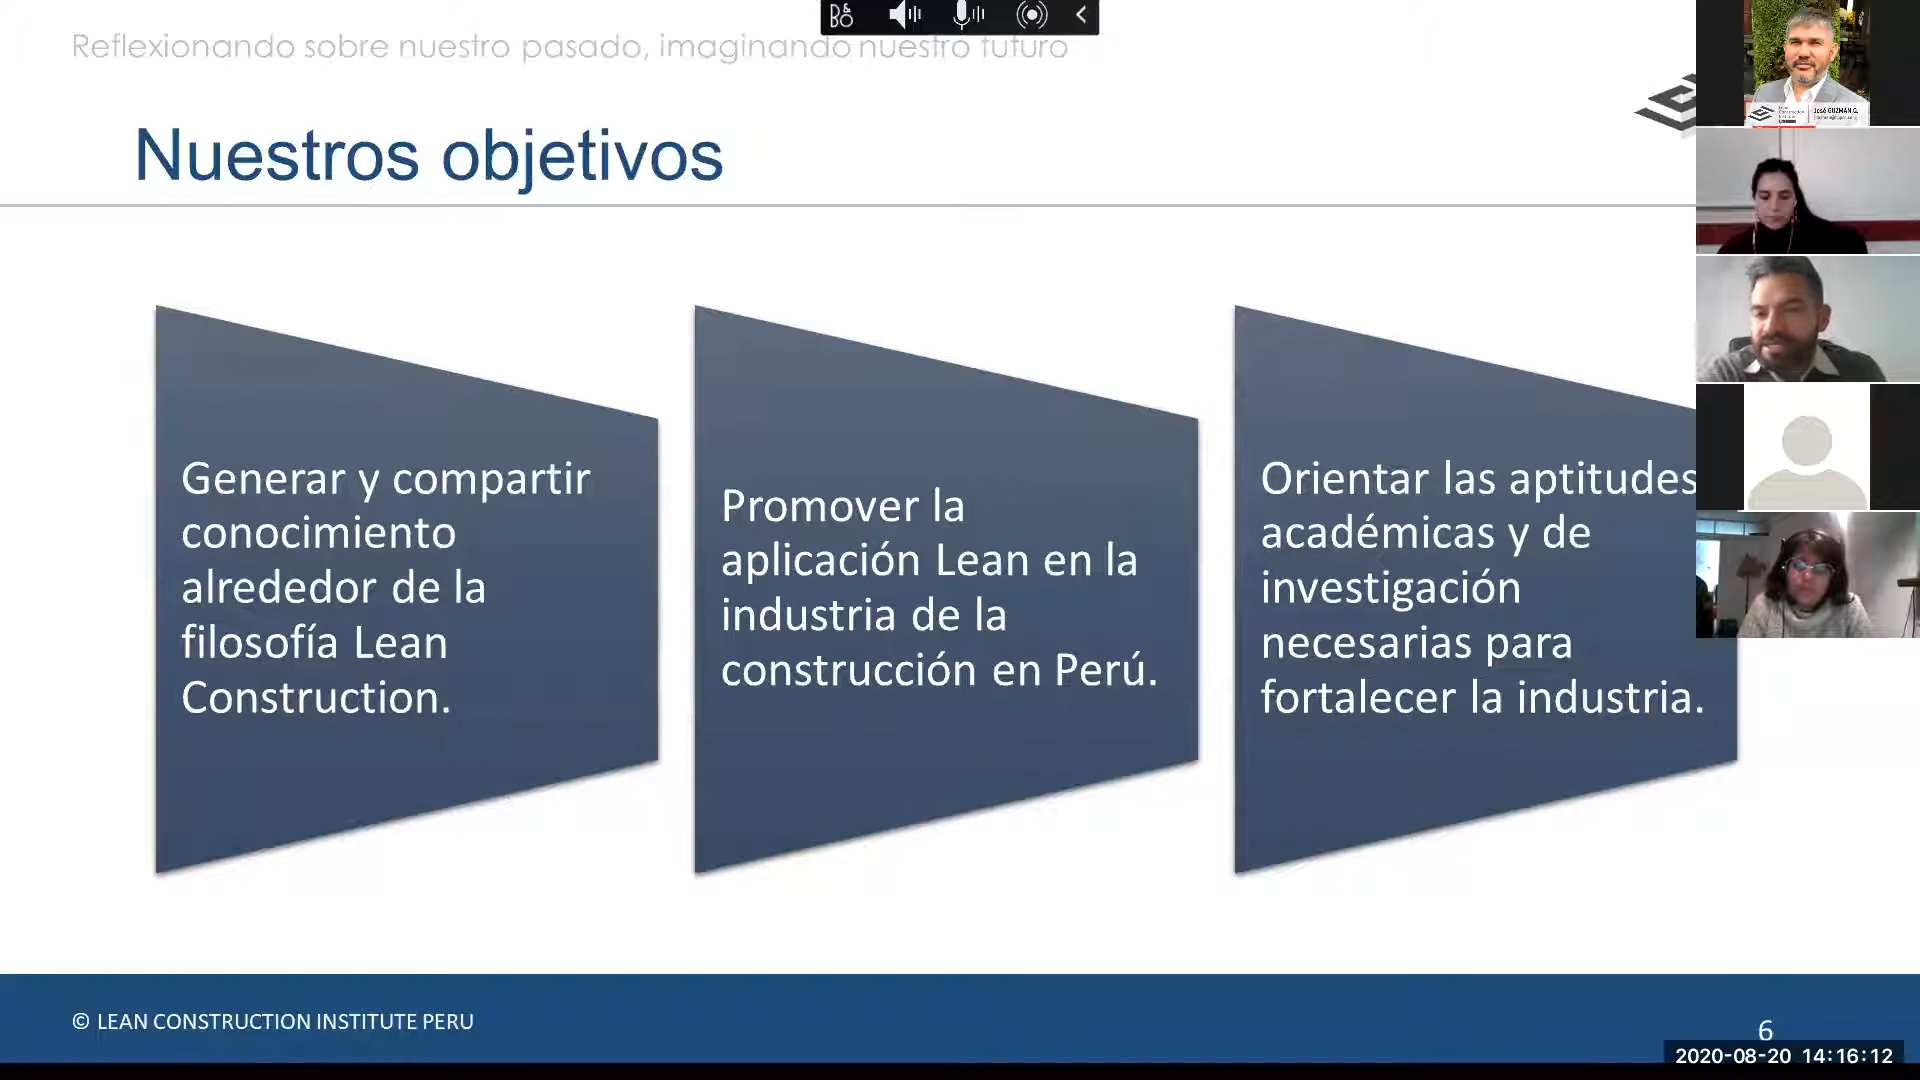 Reflexionando sobre nuestro pasado, imaginando nuestro futuro
Nuestros objetivos
Generar y compartir
conocimiento
alrededor de la
filosofía Lean
Construction.
Promover la
aplicación Lean en la
industria de la
construcción en Perú.
Orientar las aptitudes
académicas y de
investigación
necesarias para
fortalecer la industria.
José GUZMÁN G.
© LEAN CONSTRUCTION INSTITUTE PERU
6
2020-08-20 14:16:12